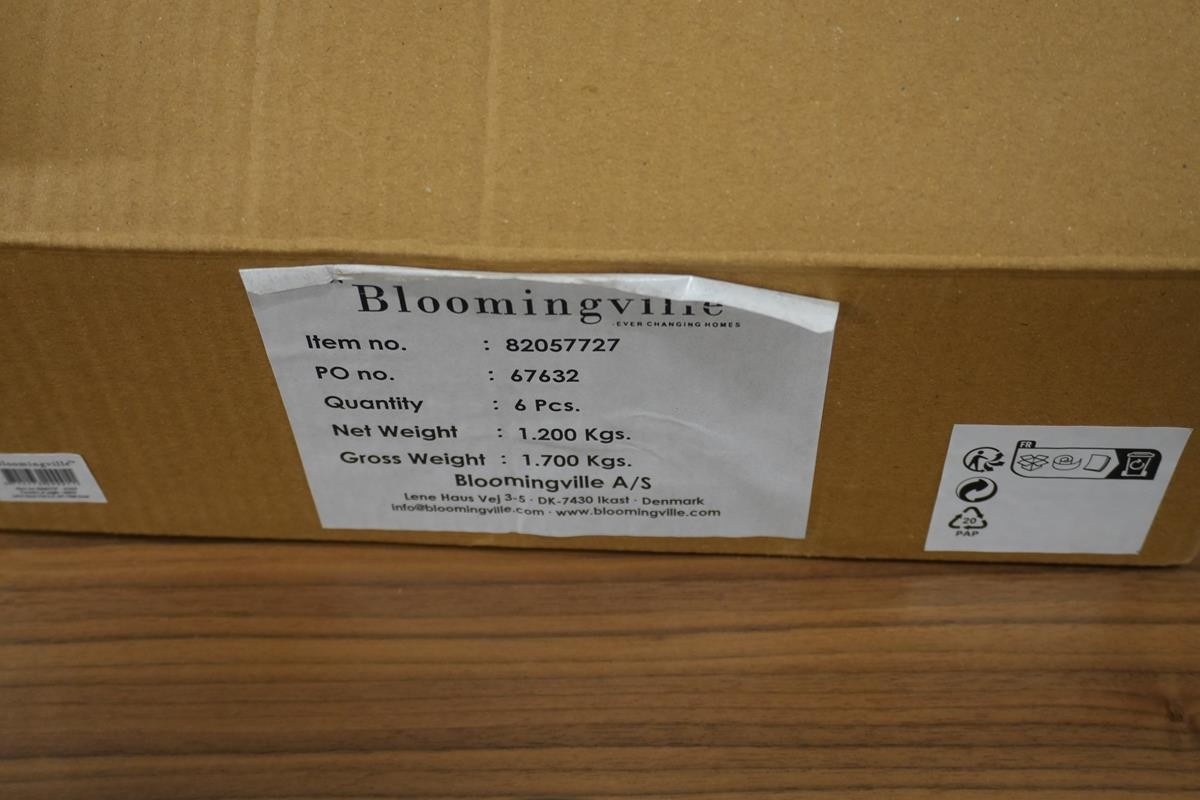 Bloomingville
.EVER CHANGING HOMES
Item no. : 82057727
PO no. : 67632
Quantity : 6 Pcs.
Net Weight : 1.200 Kgs.
Gross Weight : 1.700 Kgs.
Bloomingville A/S
Lene Haus Vej 3-5 · DK-7430 Ikast · Denmark
info@bloomingville.com · www.bloomingville.com
FR
20
PAP